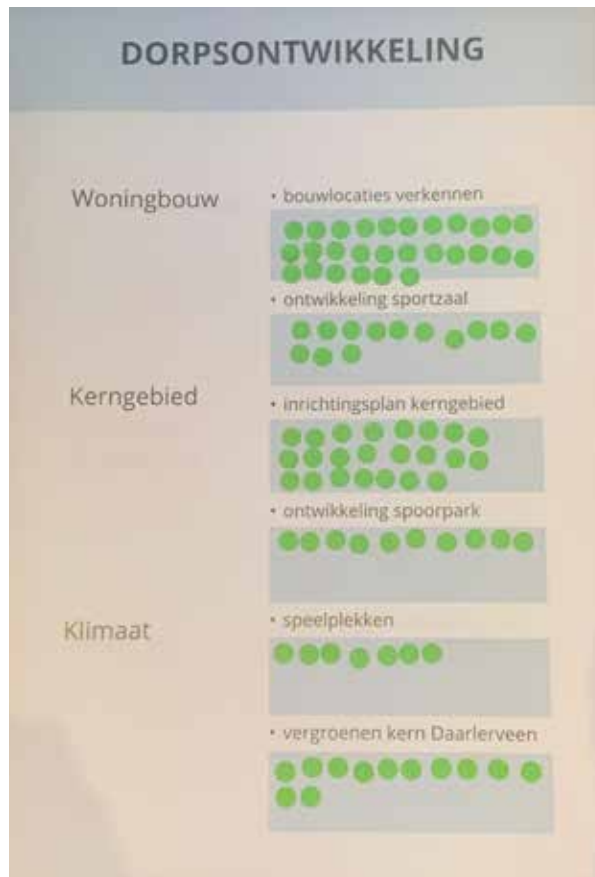 DORPSONTWIKKELING
Woningbouw
• bouwlocaties verkennen
• ontwikkeling sportzaal
Kerngebied
• inrichtingsplan kerngebied
• ontwikkeling spoorpark
Klimaat
• speelplekken
• vergroenen kern Daarlerveen